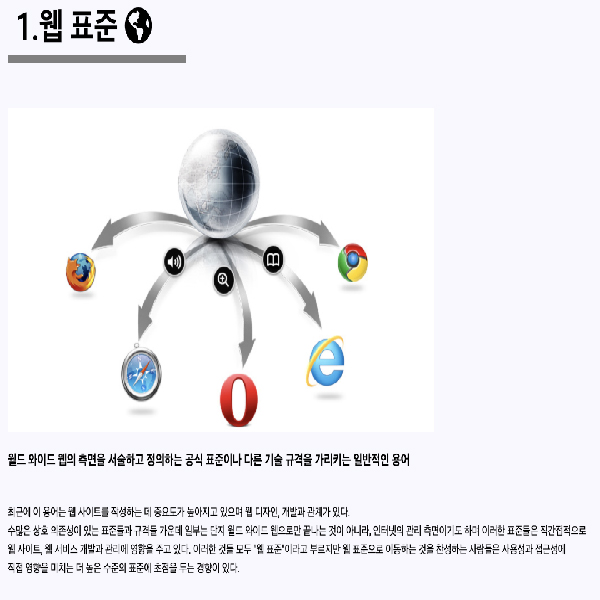 1.웹 표준
월드 와이드 웹의 측면을 서술하고 정의하는 공식 표준이나 다른 기술 규격을 가리키는 일반적인 용어
최근에 이 용어는 웹 사이트를 작성하는 데 중요도가 높아지고 있으며 웹 디자인, 개발과 관계가 있다.
수많은 상호 의존성이 있는 표준들과 규격들 가운데 일부는 단지 월드 와이드 웹으로만 끝나는 것이 아니라, 인터넷의 관리 측면이기도 하며 이러한 표준들은 직간접적으로
웹 사이트, 웹 서비스 개발과 관리에 영향을 주고 있다. 이러한 것들 모두 "웹 표준"이라고 부르지만 웹 표준으로 이동하는 것을 찬성하는 사람들은 사용성과 접근성에
직접 영향을 미치는 더 높은 수준의 표준에 초점을 두는 경향이 있다.